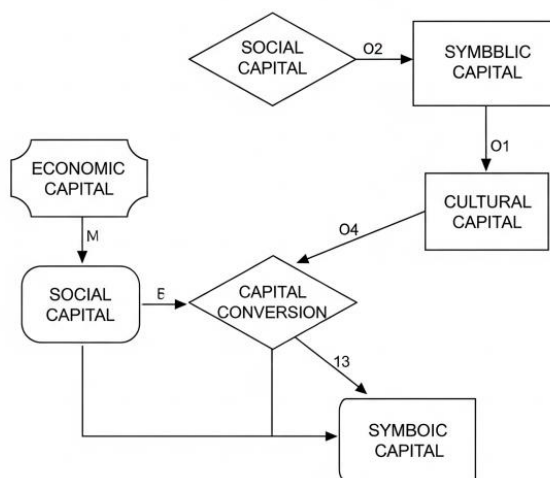 SOCIAL
CAPITAL
O2
SYMBBLIC
CAPITAL
O1
ECONOMIC
CAPITAL
CULTURAL
CAPITAL
M
O4
SOCIAL
CAPITAL
E
CAPITAL
CONVERSION
13
SYMBOIC
CAPITAL